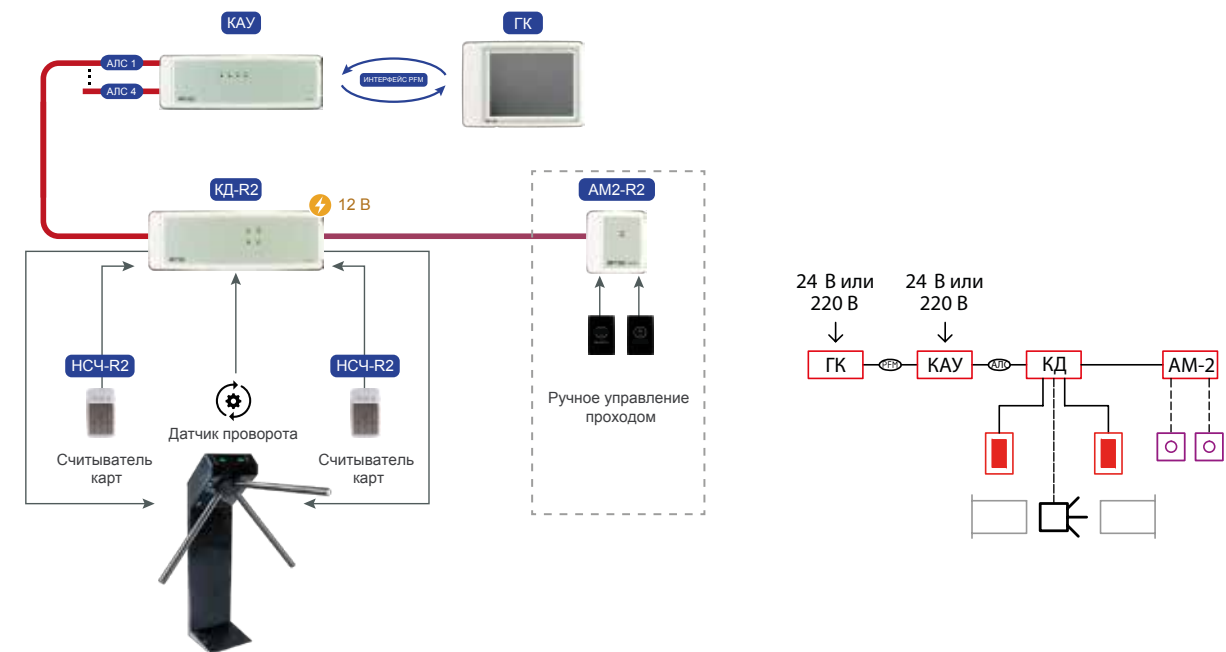 КАУ
ГК
АЛС 1
ИНТЕРФЕЙС PFM
АЛС 4
КД-R2
12 В
АМ2-R2
НСЧ-R2
НСЧ-R2
Датчик проворота
Считыватель
карт
Считыватель
карт
Ручное управление
проходом
24 В или
220 В
24 В или
220 В
ГК
PFM
КАУ
АЛС
КД
АМ-2